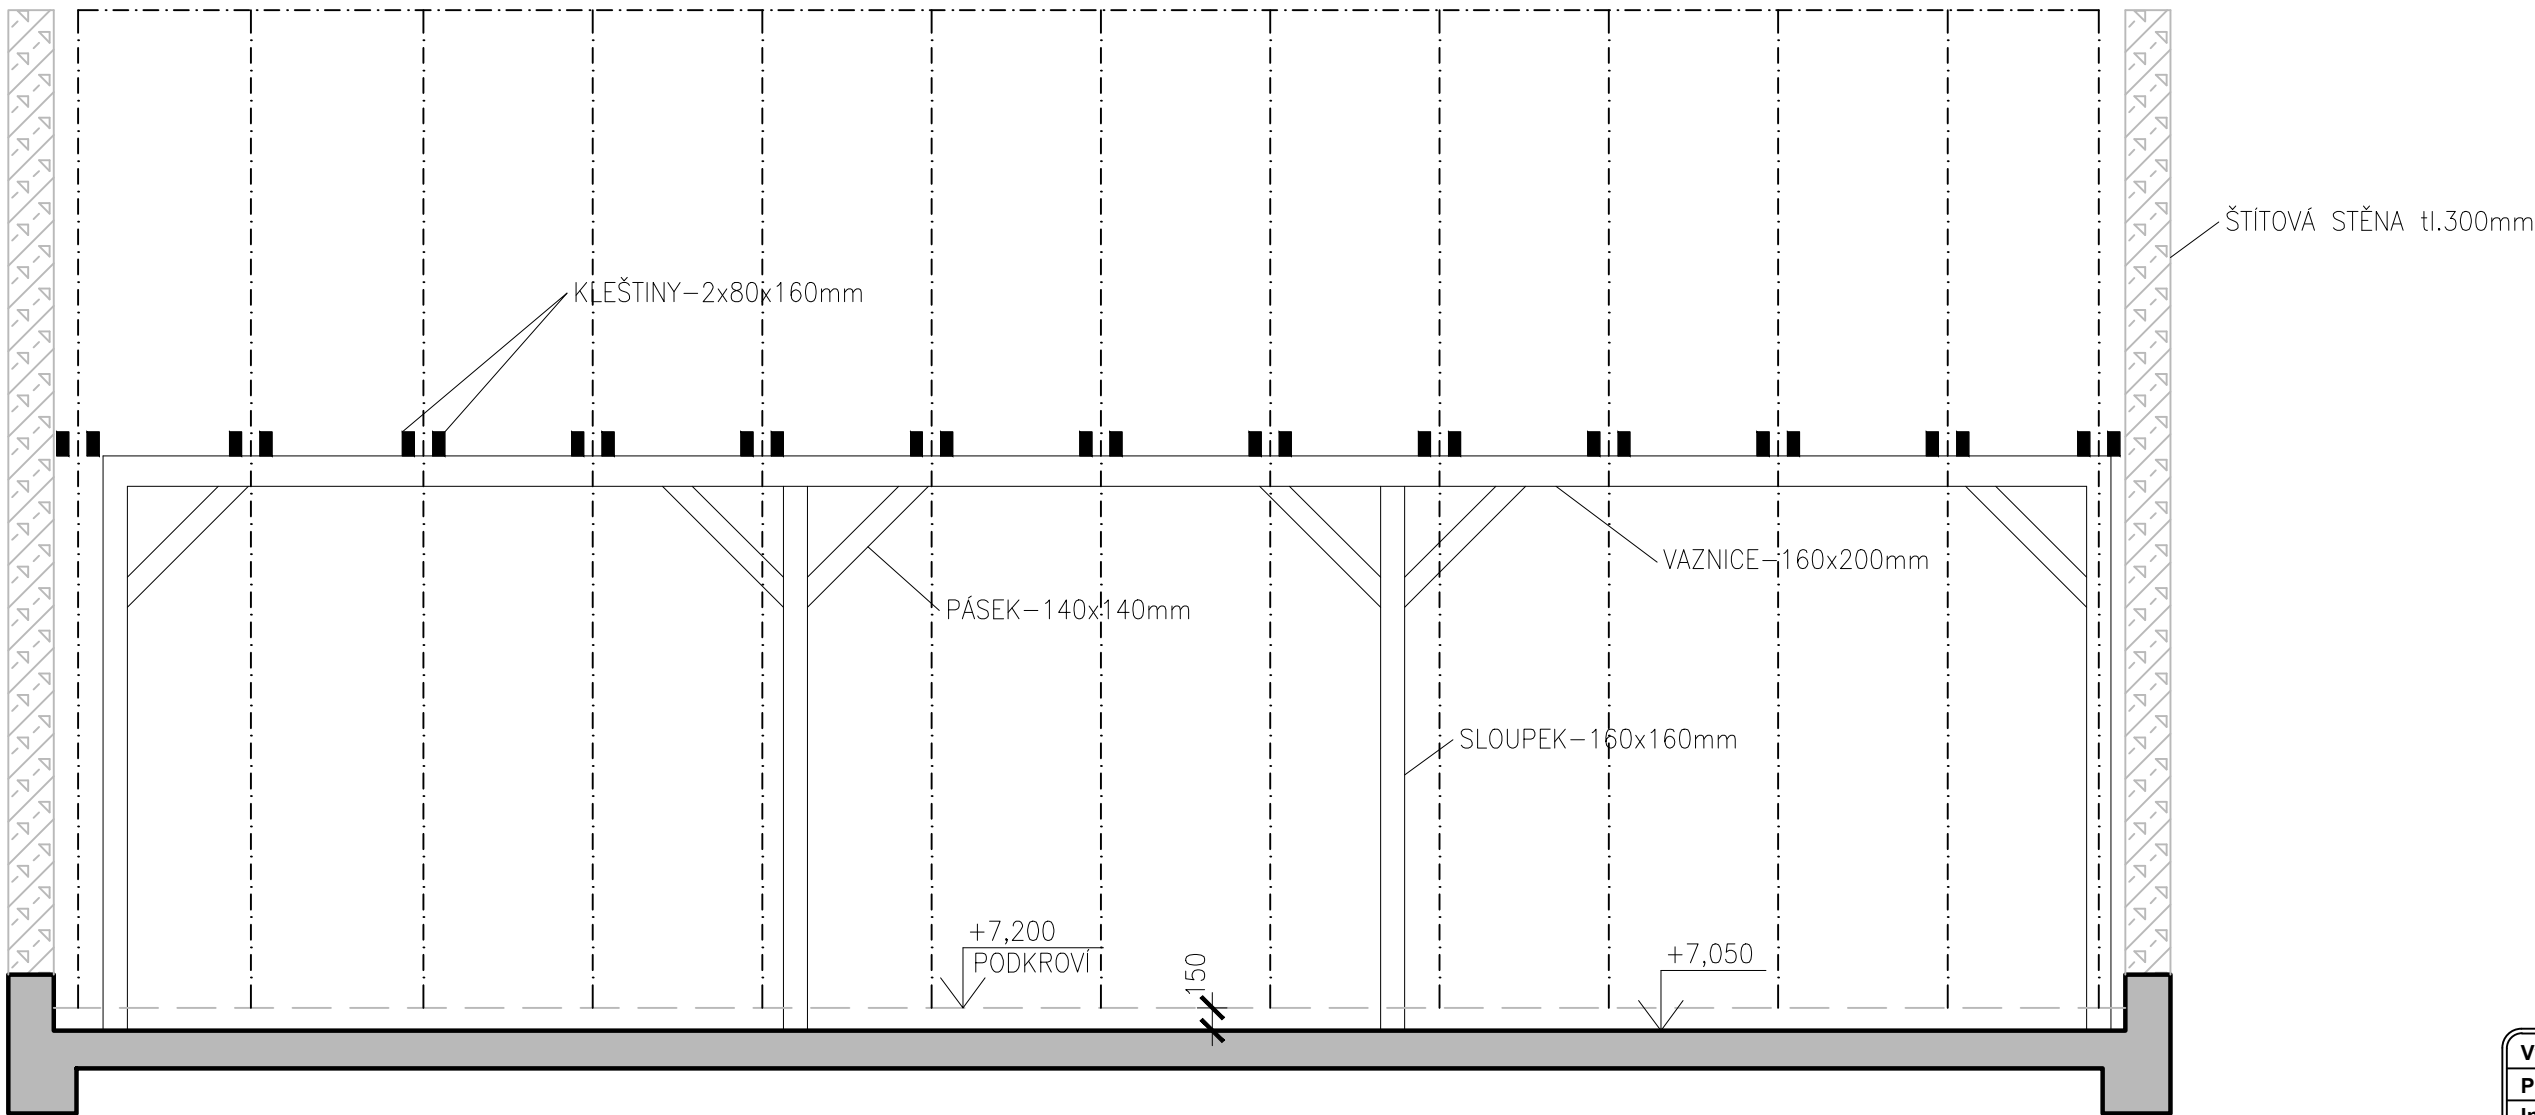 ŠTÍTOVÁ STĚNA tl.300mm
KLEŠTINY-2x80x160mm
VAZNICE-160x200mm
PÁSEK-140x140mm
SLOUPEK-160x160mm
+7,200
PODKROVÍ
150
+7,050
V
P